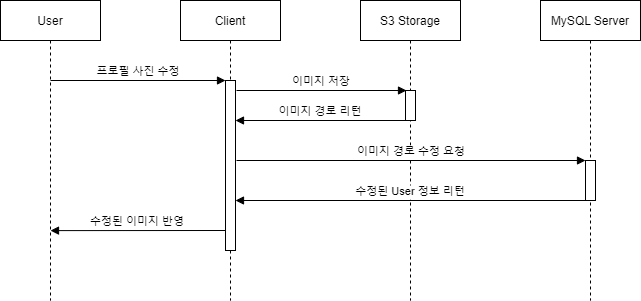 User
Client
S3 Storage
MySQL Server
프로필 사진 수정
이미지 저장
이미지 경로 리턴
이미지 경로 수정 요청
수정된 User 정보 리턴
수정된 이미지 반영